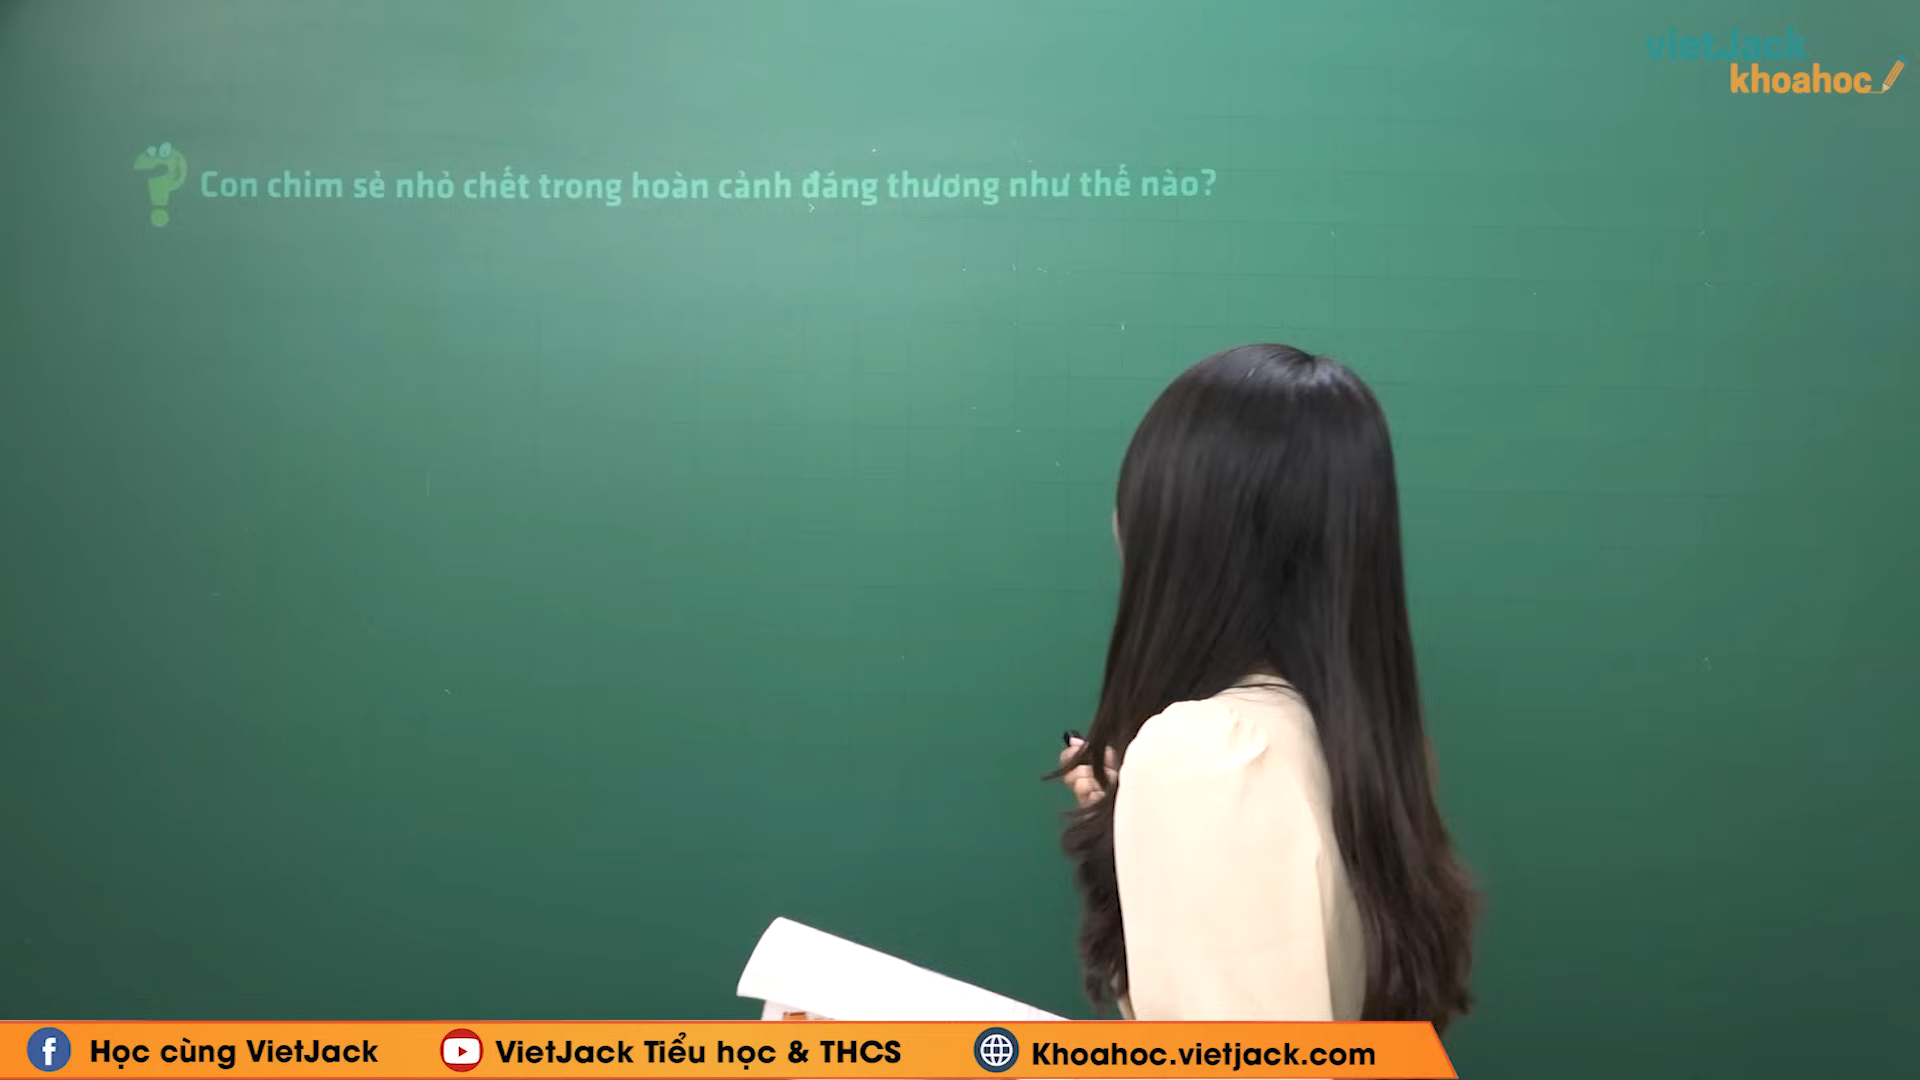 vietJack
khoahoc
Con chim sẻ nhỏ chết trong hoàn cảnh đáng thương như thế nào?
Học cùng VietJack
VietJack Tiểu học & THCS
Khoahoc.vietjack.com